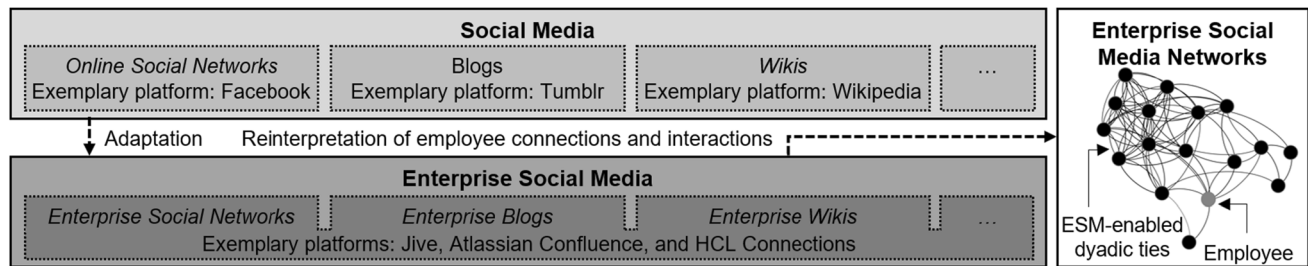 Social Media
Online Social Networks
Exemplary platform: Facebook
Blogs
Exemplary platform: Tumblr
Wikis
Exemplary platform: Wikipedia
…
Adaptation
Reinterpretation of employee connections and interactions
Enterprise Social Media
Enterprise Social Networks
Enterprise Blogs
Enterprise Wikis
…
Exemplary platforms: Jive, Atlassian Confluence, and HCL Connections
Enterprise Social
Media Networks
ESM-enabled
dyadic ties
Employee